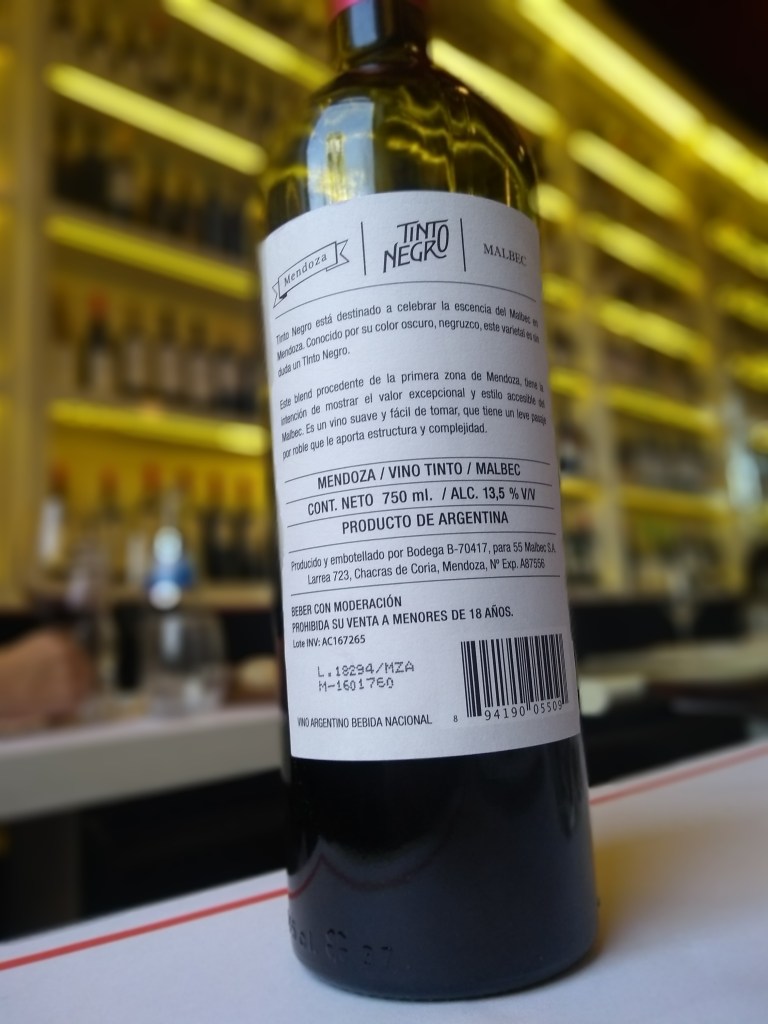 Mendoza
TINTO
NEGRO
MALBEC
Tinto Negro está destinado a celebrar la escencia del Malbec en
Mendoza. Conocido por su color oscuro, negruzco, este varietal es sin
duda un Tinto Negro.
Este blend procedente de la primera zona de Mendoza, tiene la
intención de mostrar el valor excepcional y estilo accesible del
Malbec. Es un vino suave y fácil de tomar, que tiene un leve pasaje
por roble que le aporta estructura y complejidad.
MENDOZA / VINO TINTO / MALBEC
CONT. NETO 750 ml. / ALC. 13,5 % V/V
PRODUCTO DE ARGENTINA
Producido y embotellado por Bodega B-70417, para 55 Malbec S.A.
Larrea 723, Chacras de Coria, Mendoza, Nº Exp. A87556
BEBER CON MODERACIÓN
PROHIBIDA SU VENTA A MENORES DE 18 AÑOS.
Lote INV: AC167265
L.18294/MZA
M-1601760
VINO ARGENTINO BEBIDA NACIONAL
8 94190 05509